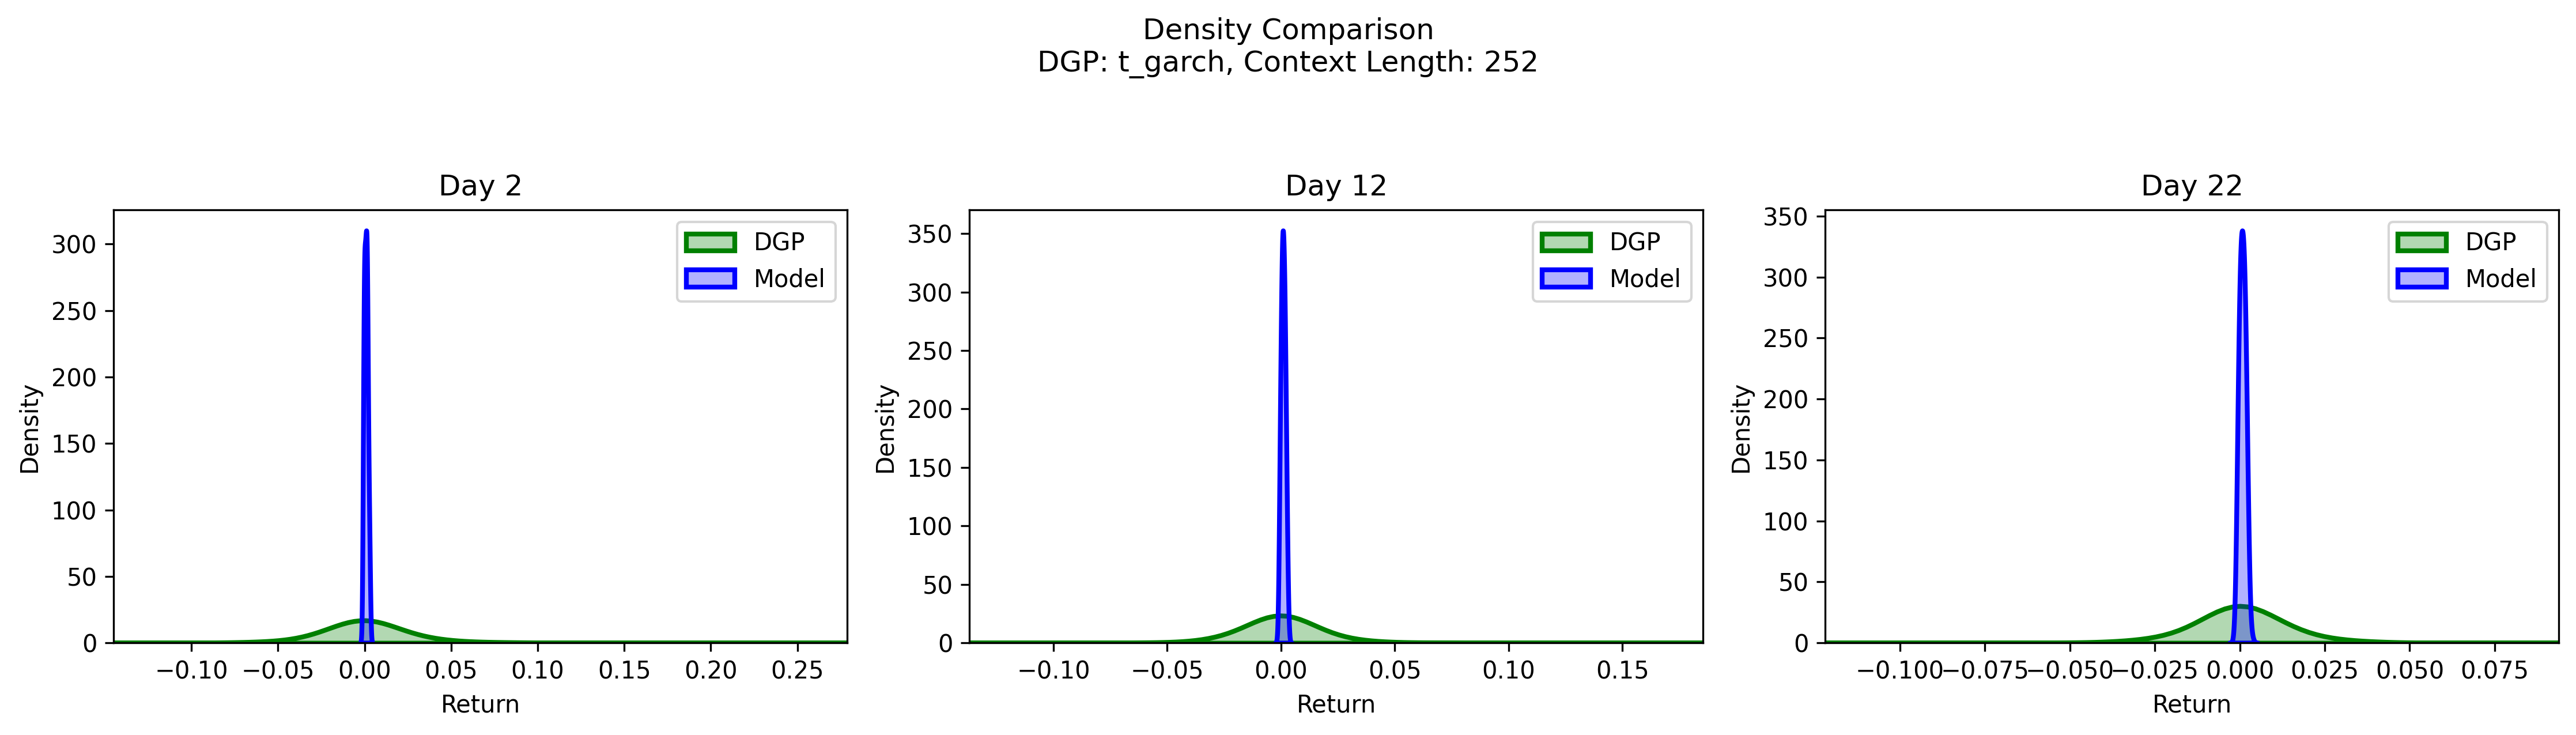 Density Comparison
DGP: t_garch, Context Length: 252
Day 2
300
250
200
150
100
50
0
Density
−0.10 −0.05 0.00 0.05 0.10 0.15 0.20 0.25
Return
DGP
Model
Day 12
350
300
250
200
150
100
50
0
Density
−0.10 −0.05 0.00 0.05 0.10 0.15
Return
DGP
Model
Day 22
350
300
250
200
150
100
50
0
Density
−0.100 −0.075 −0.050 −0.025 0.000 0.025 0.050 0.075
Return
DGP
Model